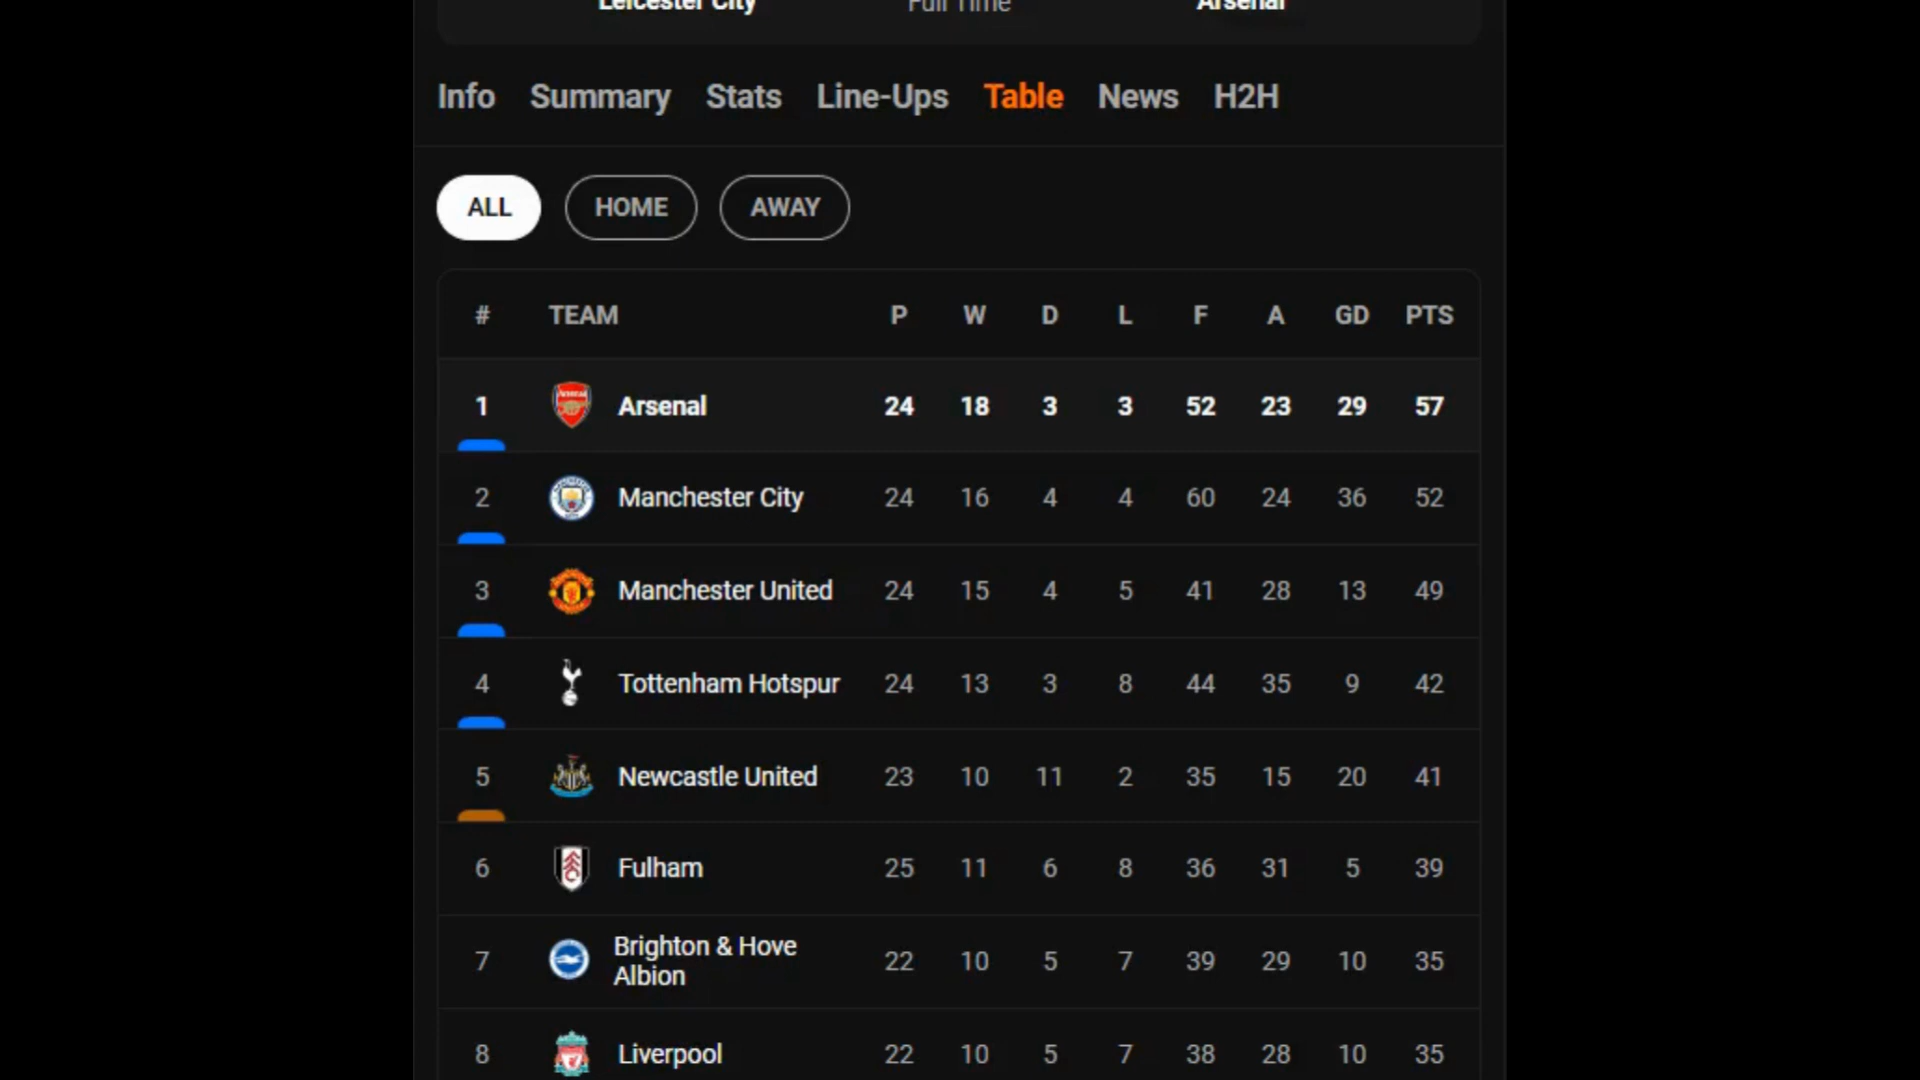 Leicester City Full Time Arsenal
Info Summary Stats Line-Ups Table News H2H
ALL HOME AWAY
# TEAM P W D L F A GD PTS
1 Arsenal 24 18 3 3 52 23 29 57
2 Manchester City 24 16 4 4 60 24 36 52
3 Manchester United 24 15 4 5 41 28 13 49
4 Tottenham Hotspur 24 13 3 8 44 35 9 42
5 Newcastle United 23 10 11 2 35 15 20 41
6 Fulham 25 11 6 8 36 31 5 39
7 Brighton & Hove Albion 22 10 5 7 39 29 10 35
8 Liverpool 22 10 5 7 38 28 10 35